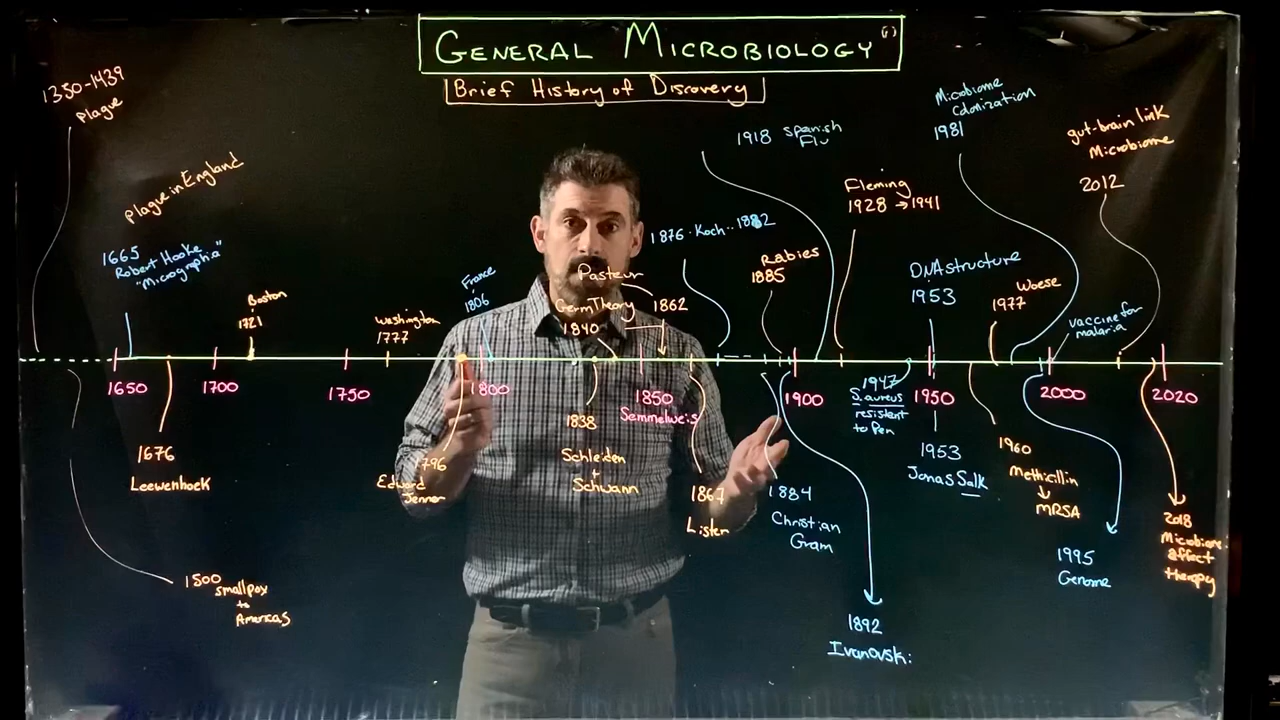 GENERAL MICROBIOLOGY (1)
Brief History of Discovery
1350-1439
plague
plague in England
1665
Robert Hooke
"Micrographia"
Boston
1721
Washington
1777
France
1806
Pasteur
Germ Theory
1862
1840
1876 · Koch · · 1882
Rabies
1885
1918 Spanish
Flu
Fleming
1928 → 1941
Microbiome
Colonization
1981
DNA structure
1953
1977 Woese
vaccine for
malaria
gut-brain link
Microbiome
2012
1650
1700
1750
1800
1850
Semmelweis
1900
1950
2000
2020
1676
Leewenhoek
1500
smallpox
to
Americas
1796
Edward
Jenner
1838
Schleiden
+
Schwann
1867
Lister
1884
Christian
Gram
1892
Ivanovski
1947
S. aureus
resistent
to Pen
1953
Jonas Salk
1960
Methicillin
↓
MRSA
1995
Genome
2018
Microbiome
affect
therapy